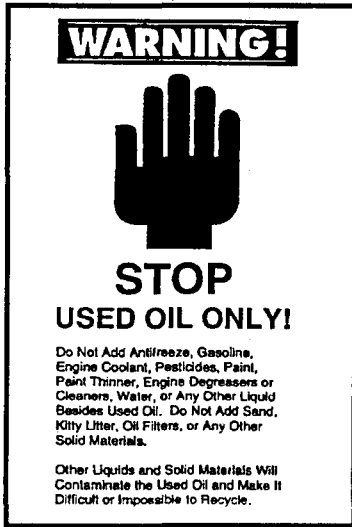 WARNING!
STOP
USED OIL ONLY!
Do Not Add Antifreeze, Gasoline,
Engine Coolant, Pesticides, Paint,
Paint Thinner, Engine Degreasers or
Cleaners, Water, or Any Other Liquid
Besides Used Oil. Do Not Add Sand,
Kitty Litter, Oil Filters, or Any Other
Solid Materials.
Other Liquids and Solid Materials Will
Contaminate the Used Oil and Make It
Difficult or Impossible to Recycle.